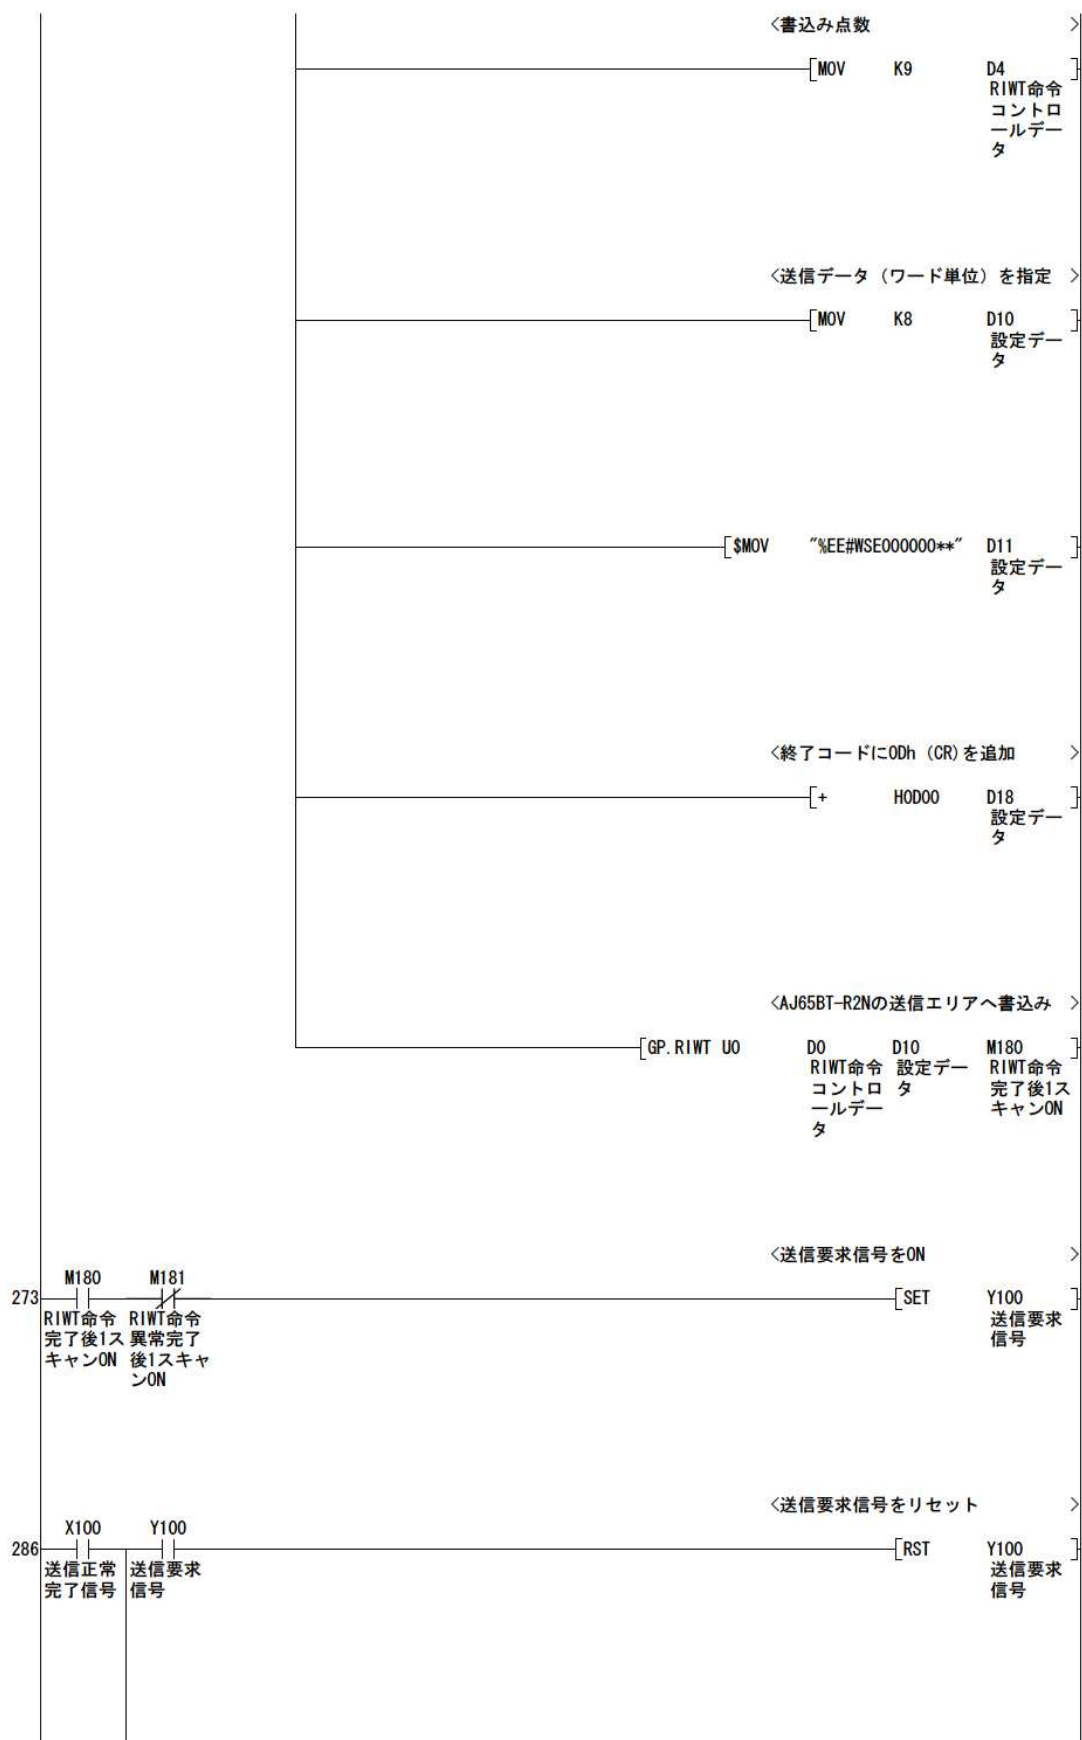 <書込み点数 >
[MOV K9 D4 ]
RIWT命令
コントロ
ールデー
タ
<送信データ（ワード単位）を指定 >
[MOV K8 D10 ]
設定デー
タ
[$MOV "%EE#WSE000000**" D11 ]
設定デー
タ
<終了コードに0Dh (CR)を追加 >
[+ H0D00 D18 ]
設定デー
タ
<AJ65BT-R2Nの送信エリアへ書込み >
[GP.RIWT U0 D0 D10 M180 ]
RIWT命令 設定デー RIWT命令
コントロ タ 完了後1ス
ールデー キャンON
タ
<送信要求信号をON >
M180 M181
273 [SET Y100 ]
RIWT命令 RIWT命令 送信要求
完了後1ス 異常完了 信号
キャンON 後1スキャ
ンON
<送信要求信号をリセット >
X100 Y100
286 [RST Y100 ]
送信正常 送信要求 送信要求
完了信号 信号 信号